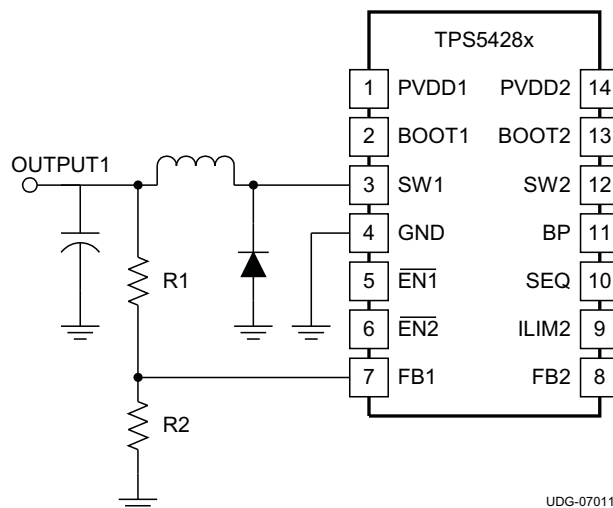 TPS5428x
1 PVDD1 PVDD2 14
2 BOOT1 BOOT2 13
OUTPUT1
3 SW1 SW2 12
4 GND BP 11
R1
5 EN1 SEQ 10
6 EN2 ILIM2 9
7 FB1 FB2 8
R2
UDG-07011